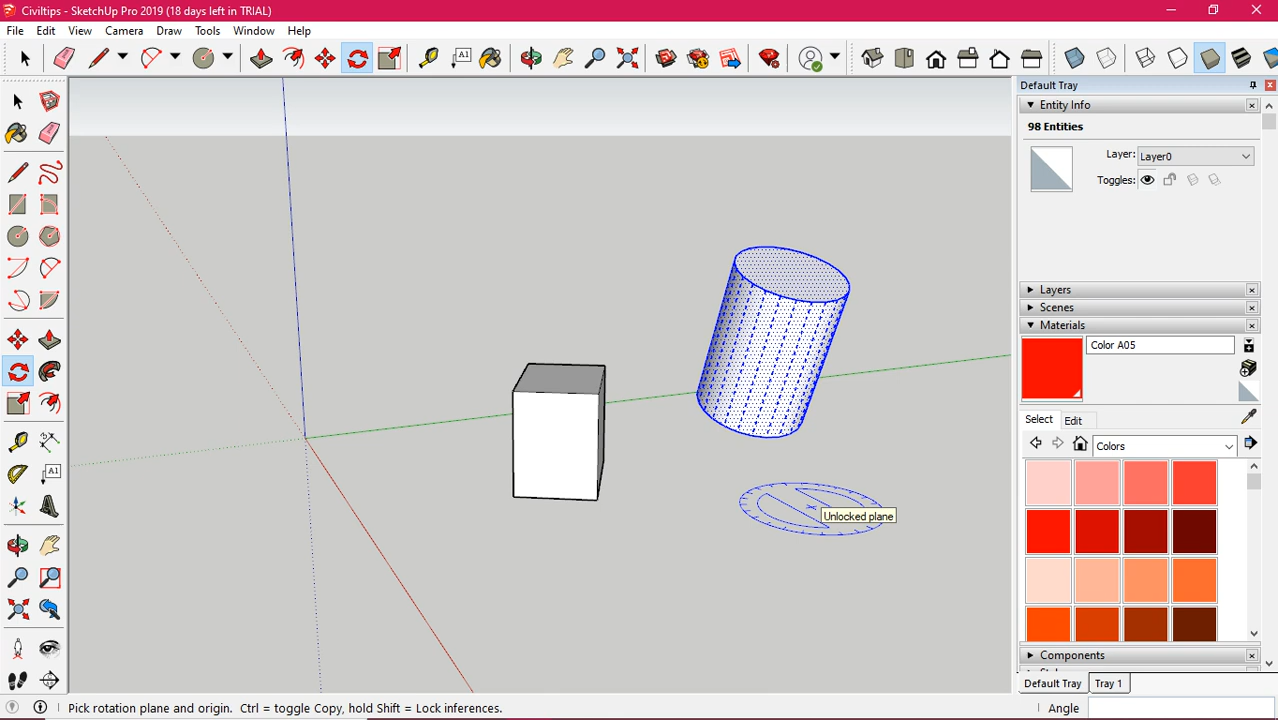 Civiltips - SketchUp Pro 2019 (18 days left in TRIAL)
File Edit View Camera Draw Tools Window Help
A1
Default Tray
Entity Info
98 Entities
Layer: Layer0
Toggles:
Layers
Scenes
Materials
Color A05
Select Edit
Colors
A1
Unlocked plane
Components
Default Tray Tray 1
Pick rotation plane and origin. Ctrl = toggle Copy, hold Shift = Lock inferences.
Angle